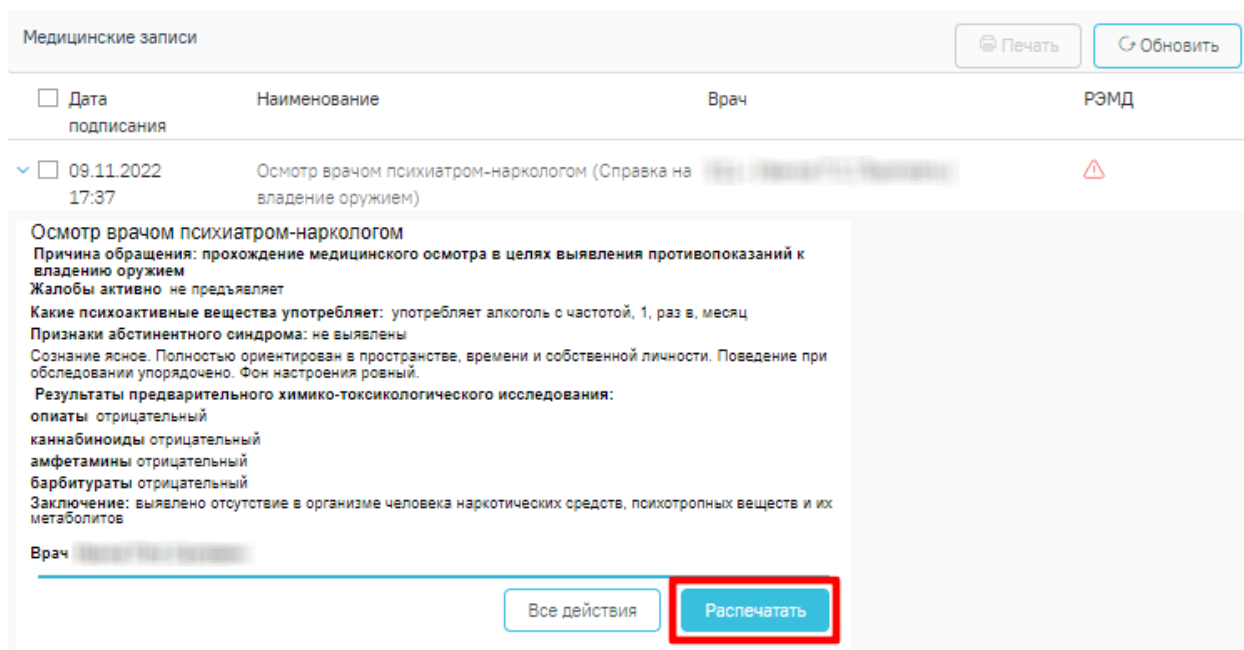 Медицинские записи
Печать
Обновить
Дата подписания
Наименование
Врач
РЭМД
09.11.2022 17:37
Осмотр врачом психиатром-наркологом (Справка на
владение оружием)
Осмотр врачом психиатром-наркологом
Причина обращения: прохождение медицинского осмотра в целях выявления противопоказаний к
владению оружием
Жалобы активно не предъявляет
Какие психоактивные вещества употребляет: употребляет алкоголь с частотой, 1, раз в, месяц
Признаки абстинентного синдрома: не выявлены
Сознание ясное. Полностью ориентирован в пространстве, времени и собственной личности. Поведение при
обследовании упорядочено. Фон настроения ровный.
Результаты предварительного химико-токсикологического исследования:
опиаты отрицательный
каннабиноиды отрицательный
амфетамины отрицательный
барбитураты отрицательный
Заключение: выявлено отсутствие в организме человека наркотических средств, психотропных веществ и их
метаболитов
Врач
Все действия
Распечатать